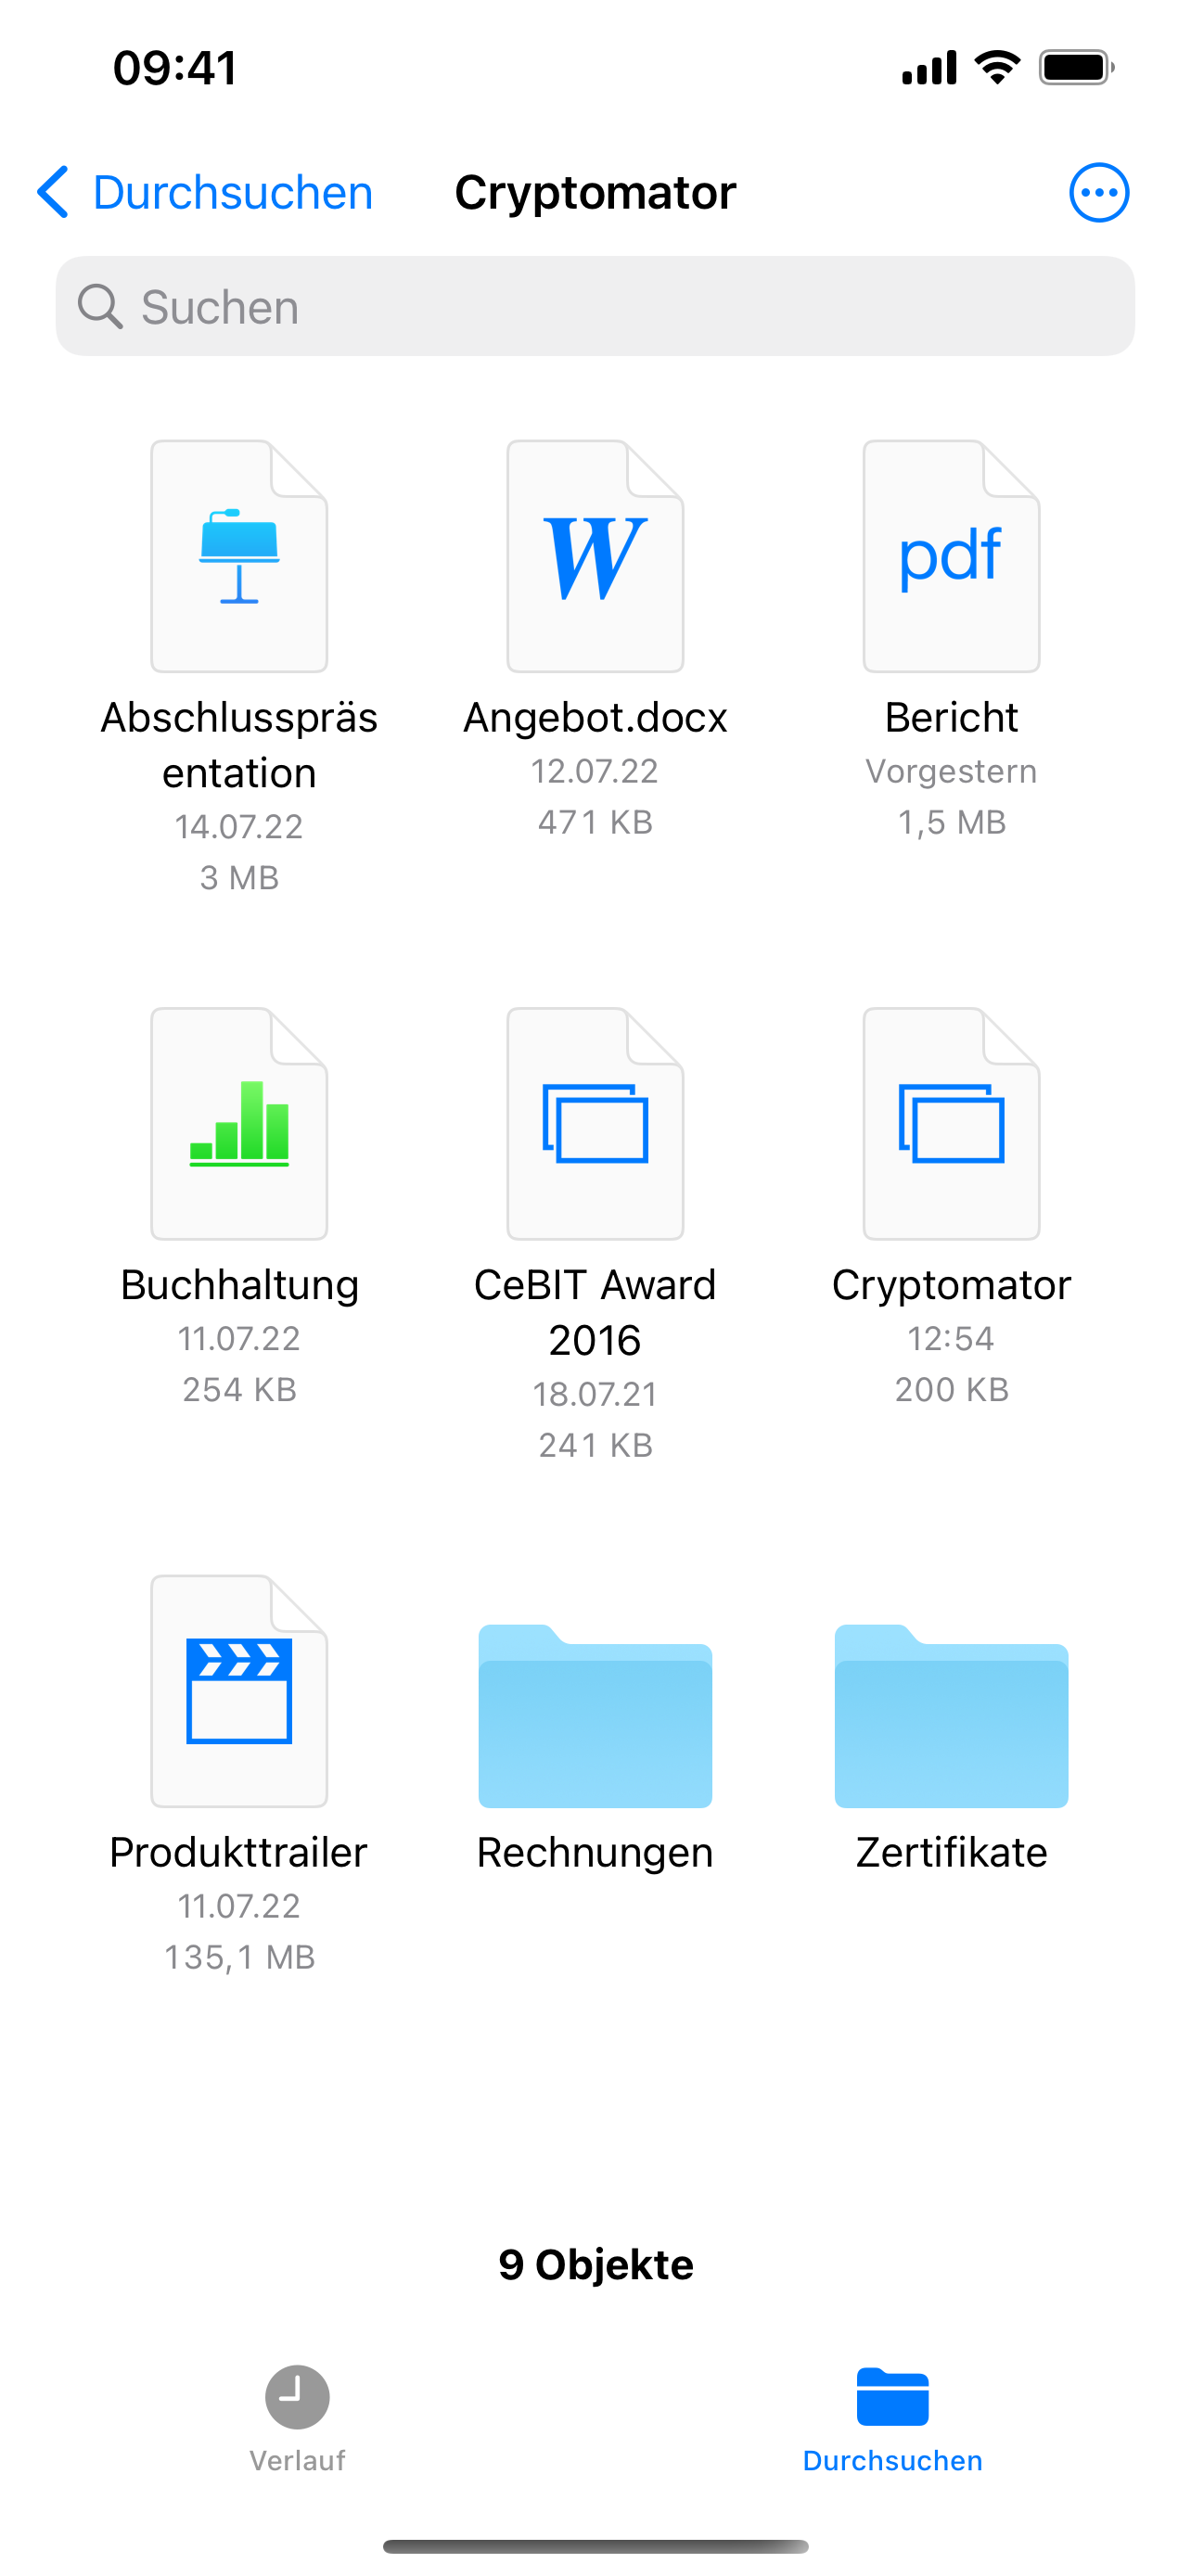 09:41
Durchsuchen
Cryptomator
Suchen
W
pdf
Abschlusspräs
entation
14.07.22
3 MB
Angebot.docx
12.07.22
471 KB
Bericht
Vorgestern
1,5 MB
Buchhaltung
11.07.22
254 KB
CeBIT Award
2016
18.07.21
241 KB
Cryptomator
12:54
200 KB
Produkttrailer
11.07.22
135,1 MB
Rechnungen
Zertifikate
9 Objekte
Verlauf
Durchsuchen